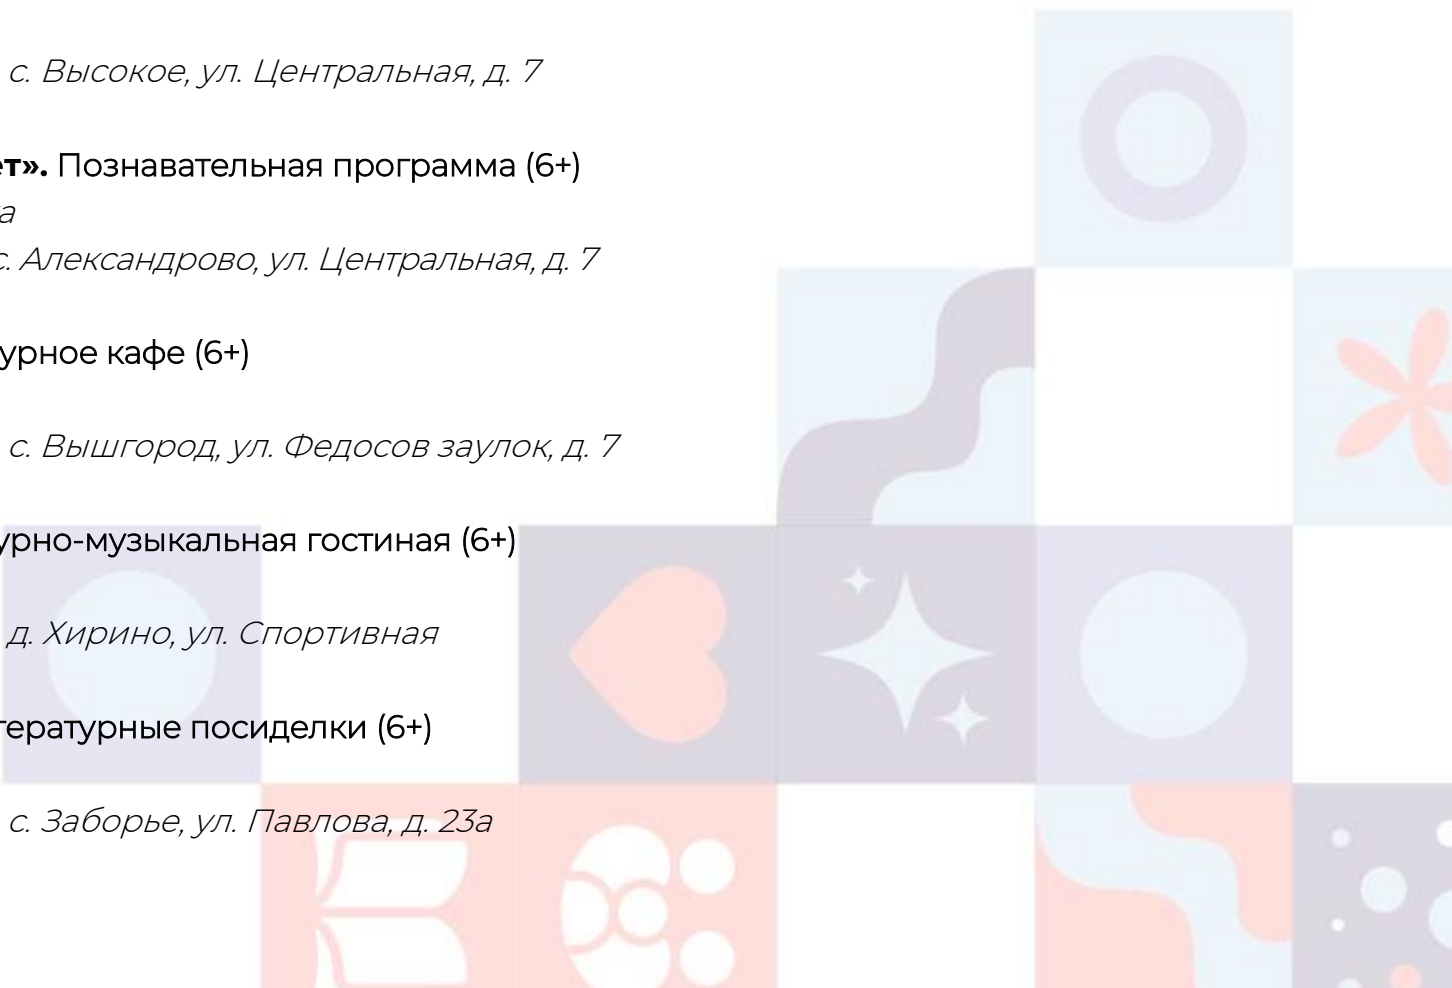 с. Высокое, ул. Центральная, д. 7
ет». Познавательная программа (6+)
а
с. Александрово, ул. Центральная, д. 7
урное кафе (6+)
с. Вышгород, ул. Федосов заулок, д. 7
урно-музыкальная гостиная (6+)
д. Хирино, ул. Спортивная
тературные посиделки (6+)
с. Заборье, ул. Павлова, д. 23а